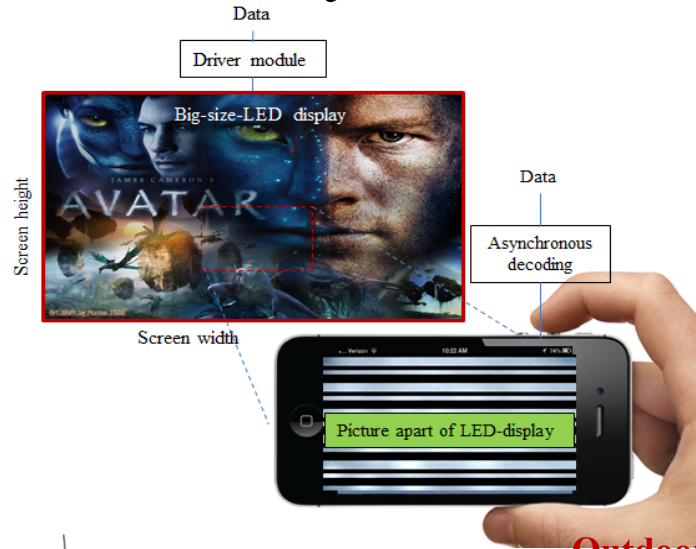 Data
Driver module
Big-size-LED display
JAMES CAMERON'S
AVATAR
Screen height
Data
Asynchronous
decoding
Screen width
Verizon
10:22 AM
74%
Picture apart of LED-display
Outdoor